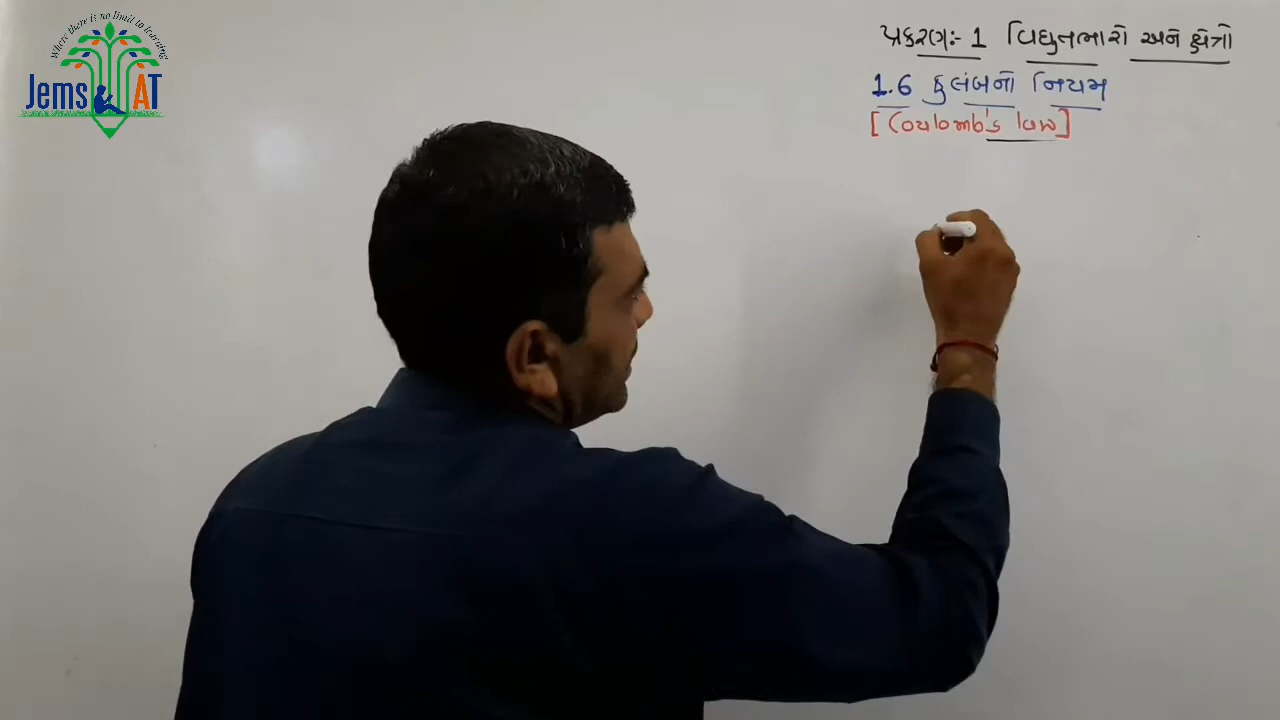 Where there is no limit to learning
Jems AT
પ્રકરણ:- 1 વિદ્યુતભારો અને ક્ષેત્રો
1.6 કુલંબનો નિયમ
[Coulomb's law]